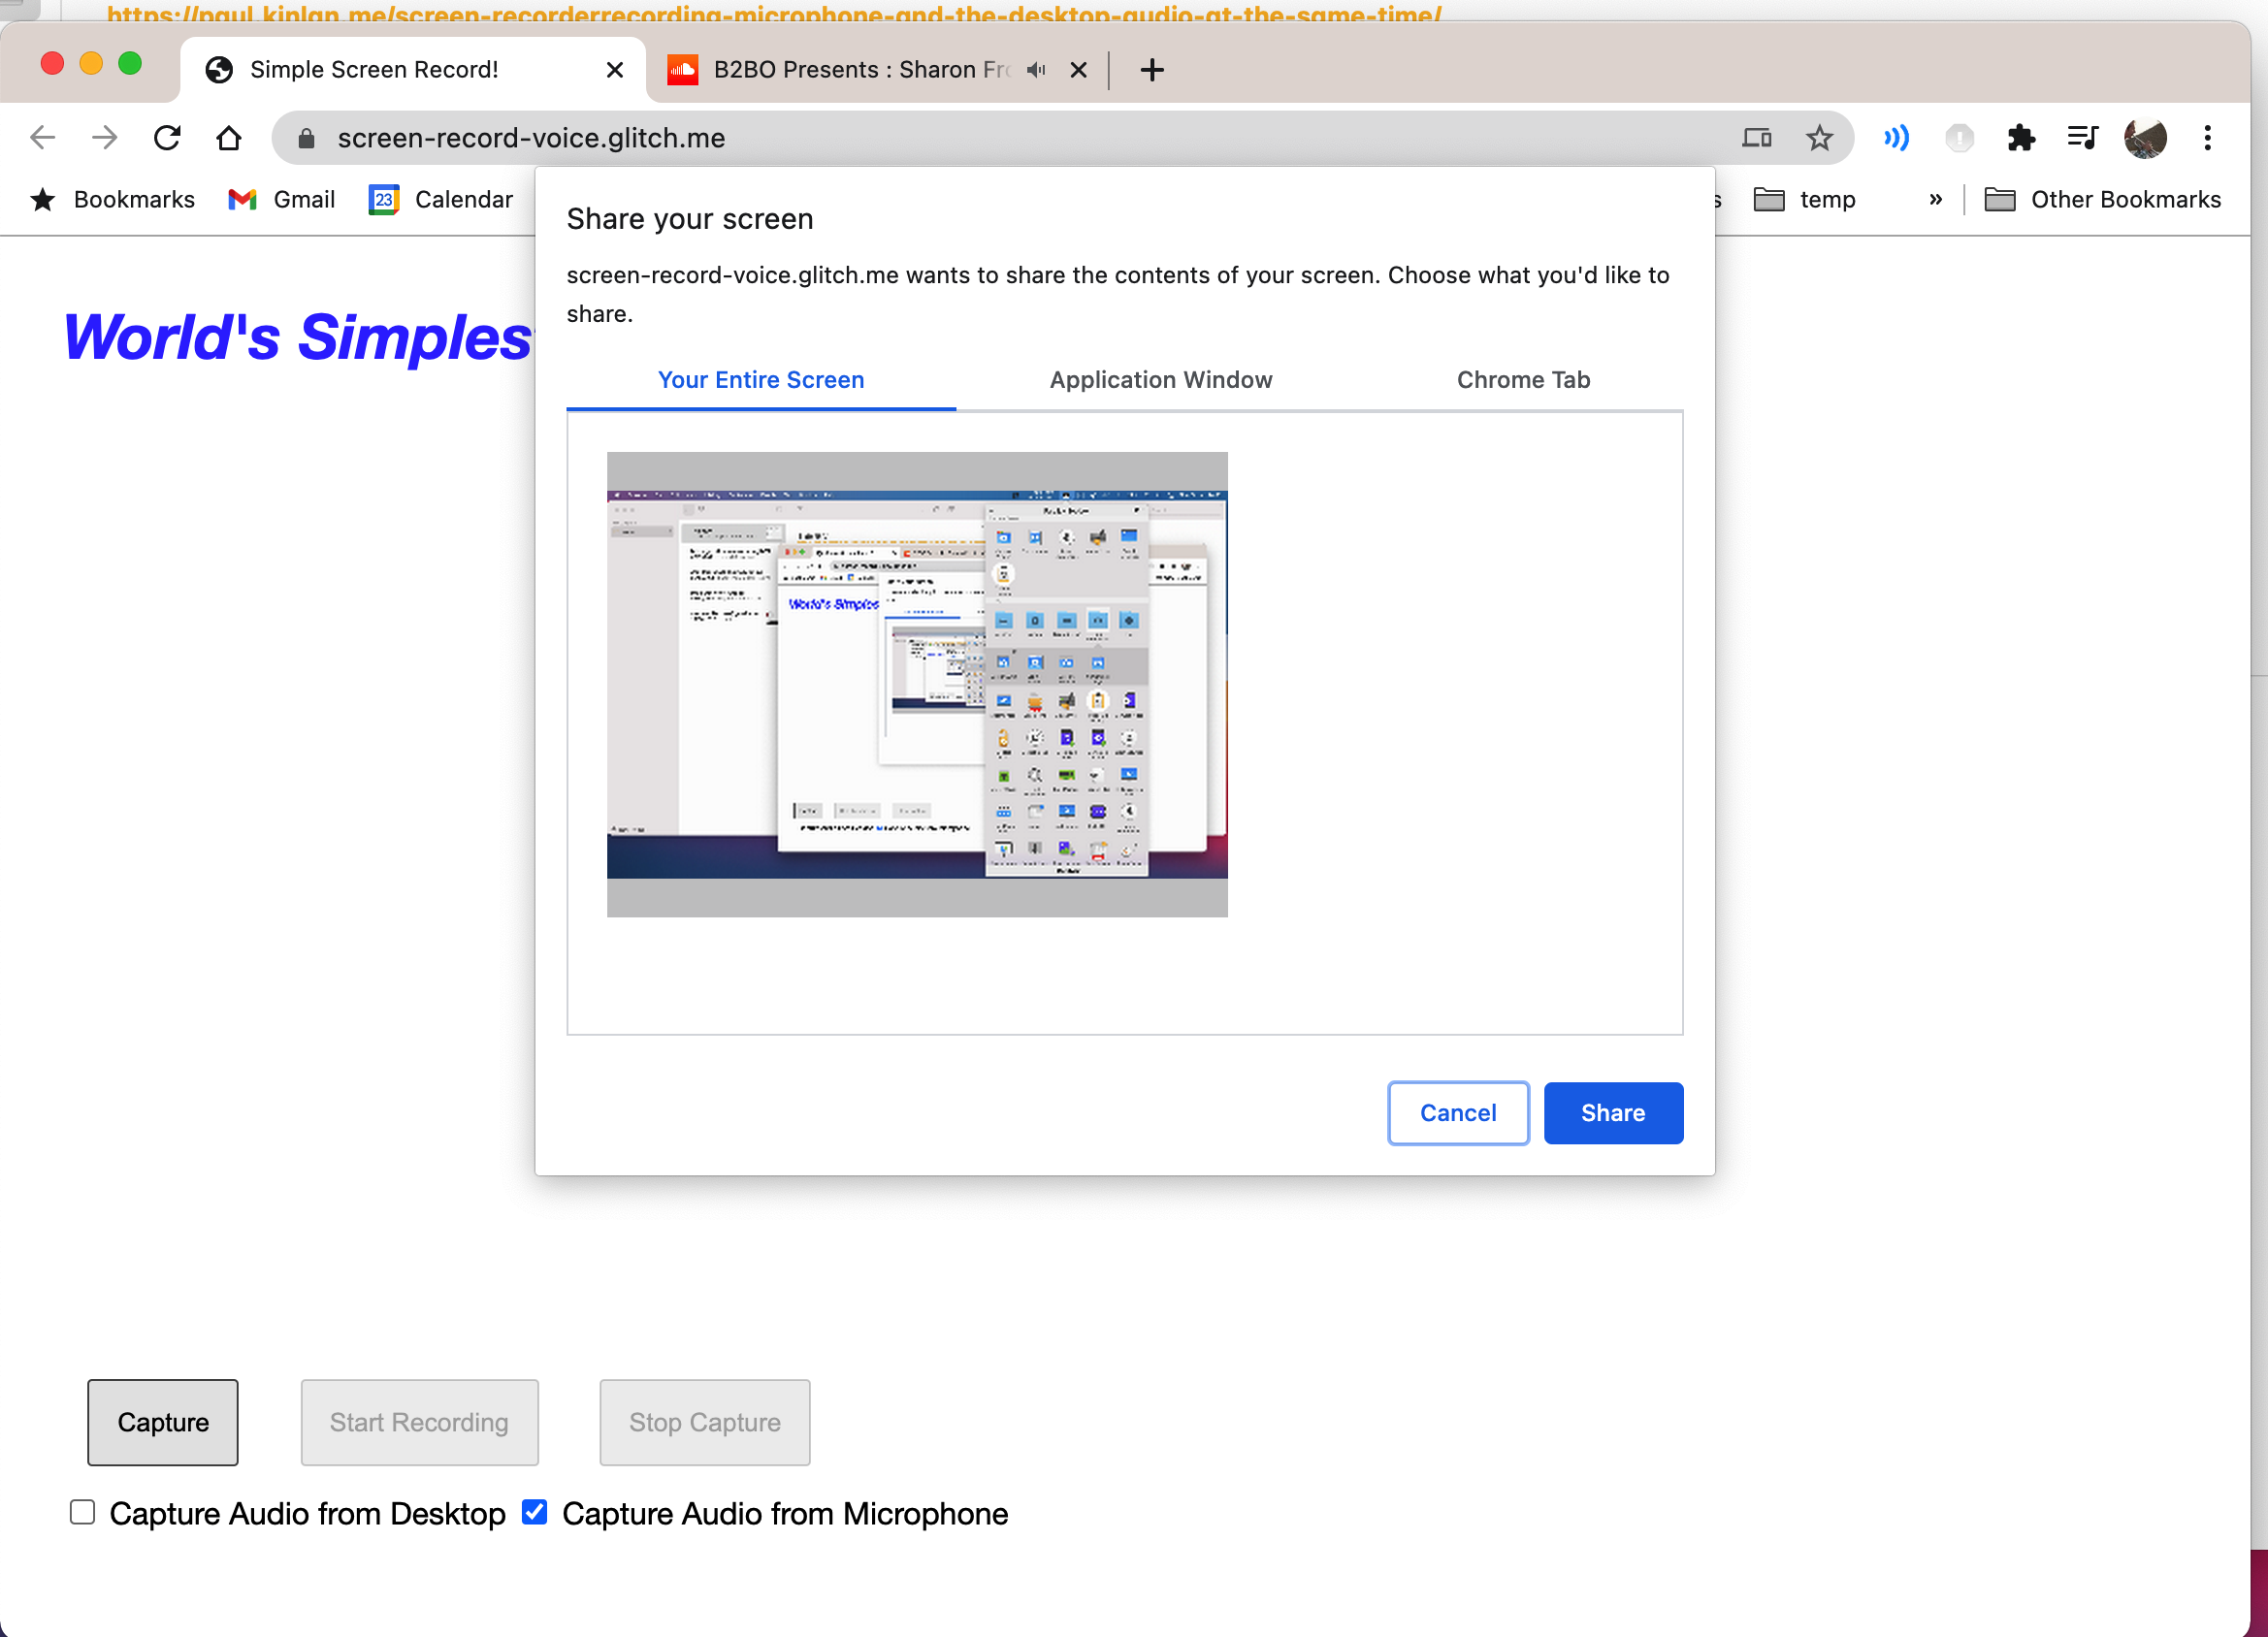 https://paul.kinlan.me/screen-recorderrecording-microphone-and-the-desktop-audio-at-the-same-time/
Simple Screen Record!
B2BO Presents : Sharon Fro
screen-record-voice.glitch.me
Bookmarks
Gmail
23
Calendar
s
temp
»
Other Bookmarks
Share your screen
screen-record-voice.glitch.me wants to share the contents of your screen. Choose what you'd like to
share.
World's Simples
Your Entire Screen
Application Window
Chrome Tab
World's Simples
Cancel
Share
Capture
Start Recording
Stop Capture
Capture Audio from Desktop
Capture Audio from Microphone